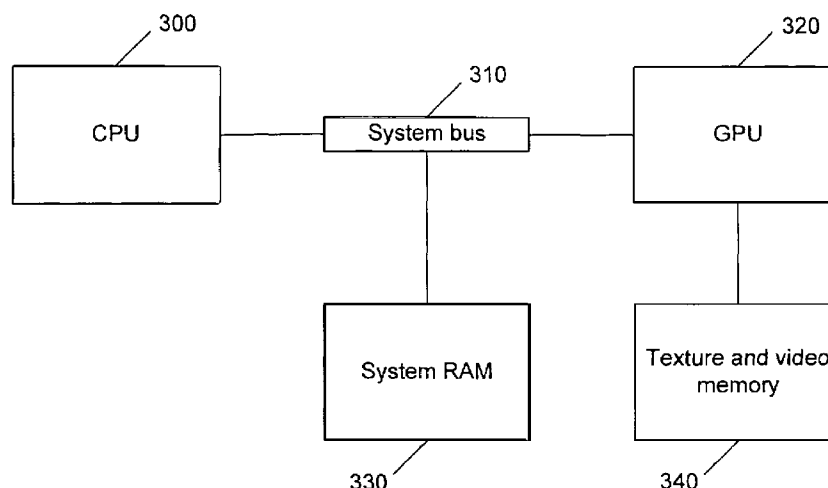 300
320
310
CPU
System bus
GPU
System RAM
Texture and video
memory
330
340